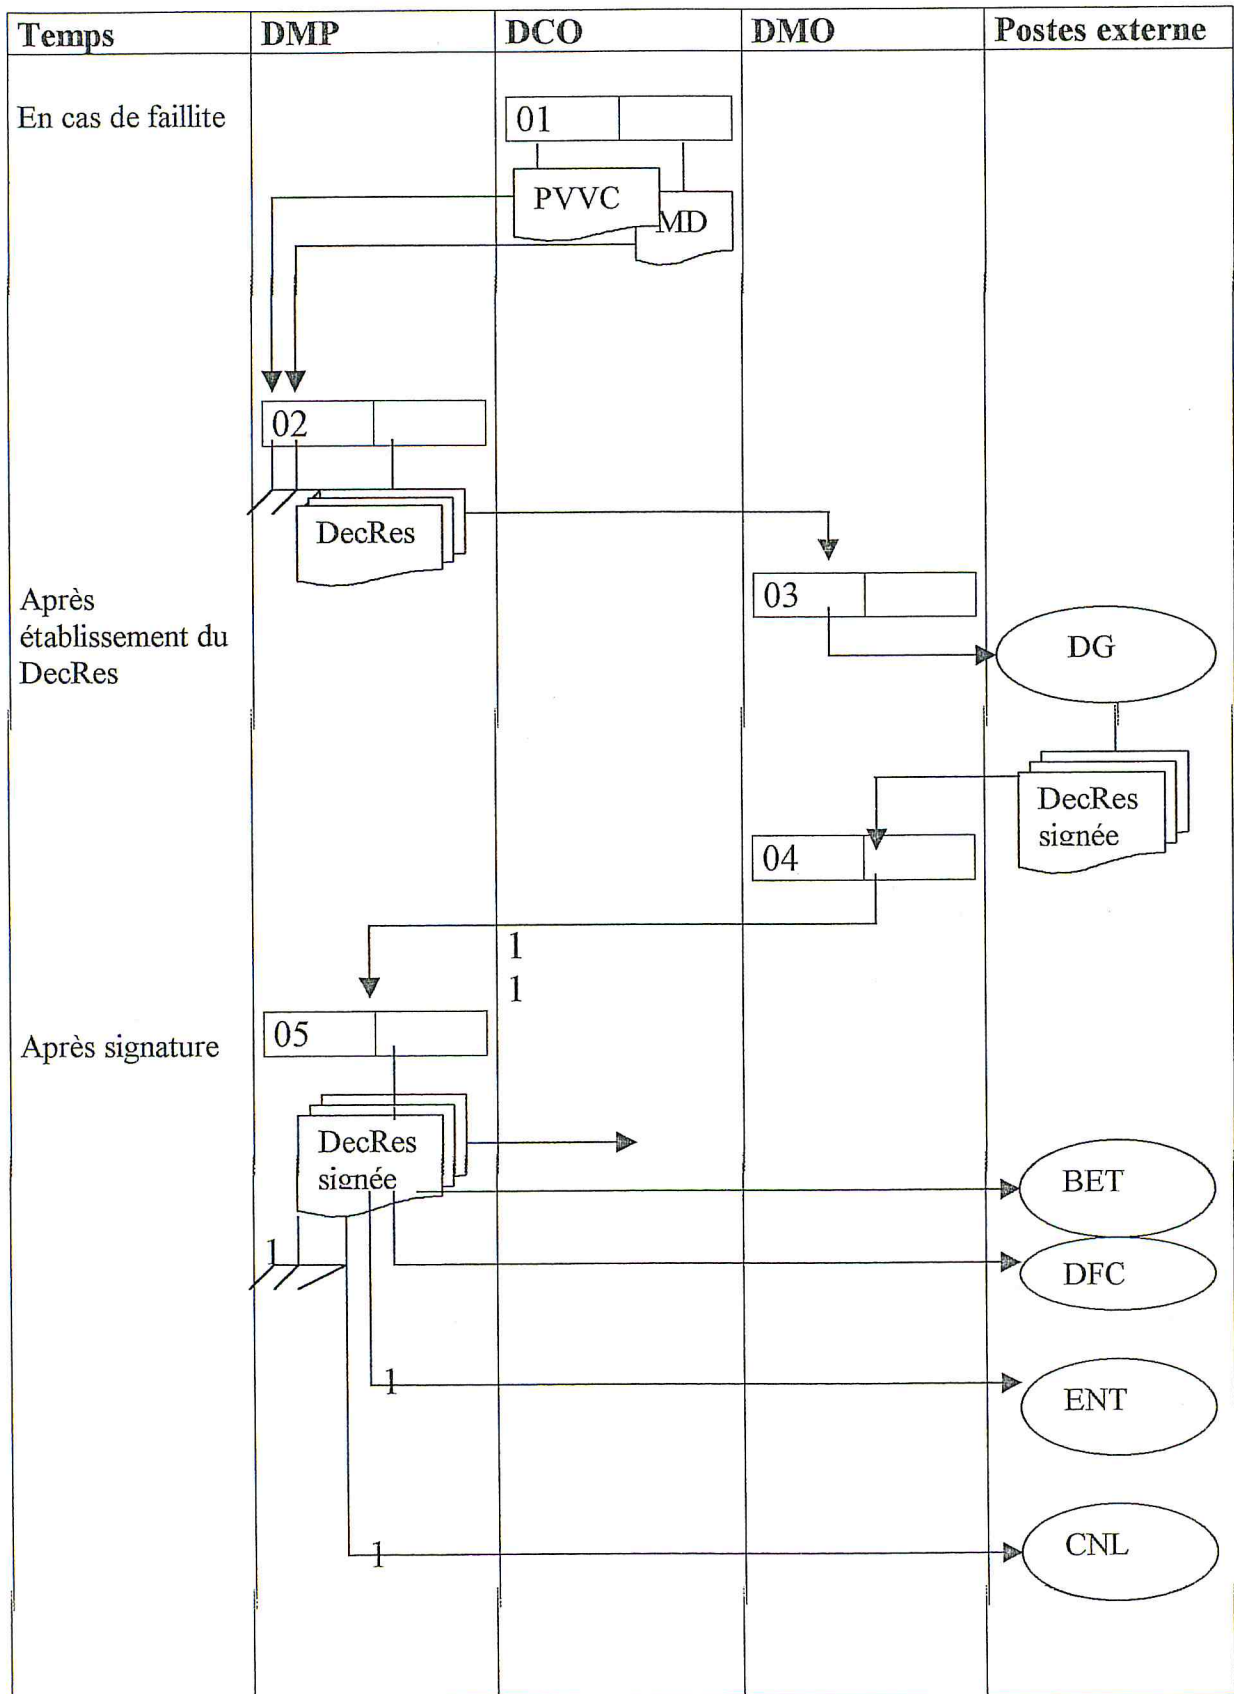 Temps DMP DCO DMO Postes externe
En cas de faillite
01
PVVC
MD
02
DecRes
Après
établissement du
DecRes
03
DG
DecRes
signée
04
1
1
Après signature
05
DecRes
signée
BET
1
DFC
1
ENT
1
CNL